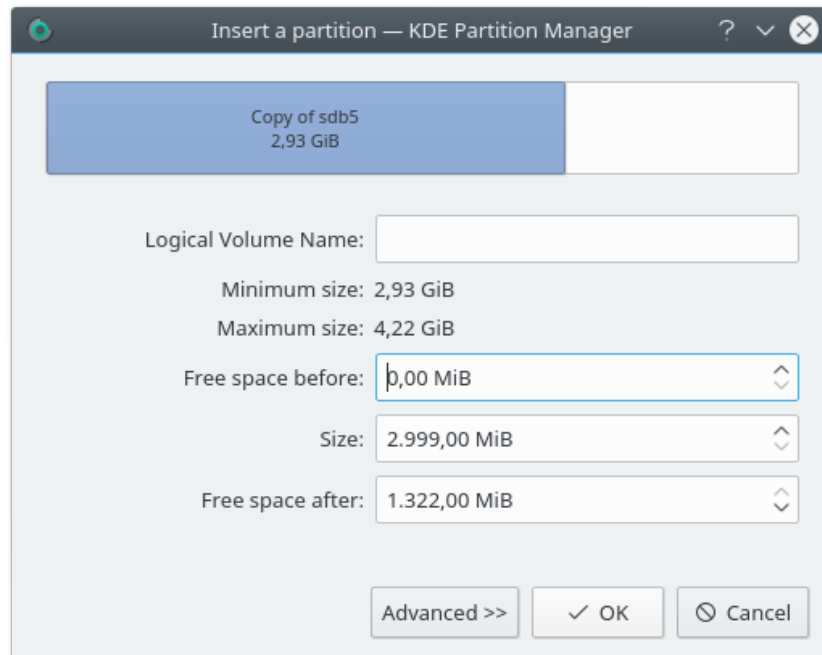 Insert a partition — KDE Partition Manager
Copy of sdb5
2,93 GiB
Logical Volume Name:
Minimum size: 2,93 GiB
Maximum size: 4,22 GiB
Free space before: 0,00 MiB
Size: 2.999,00 MiB
Free space after: 1.322,00 MiB
Advanced >> OK Cancel